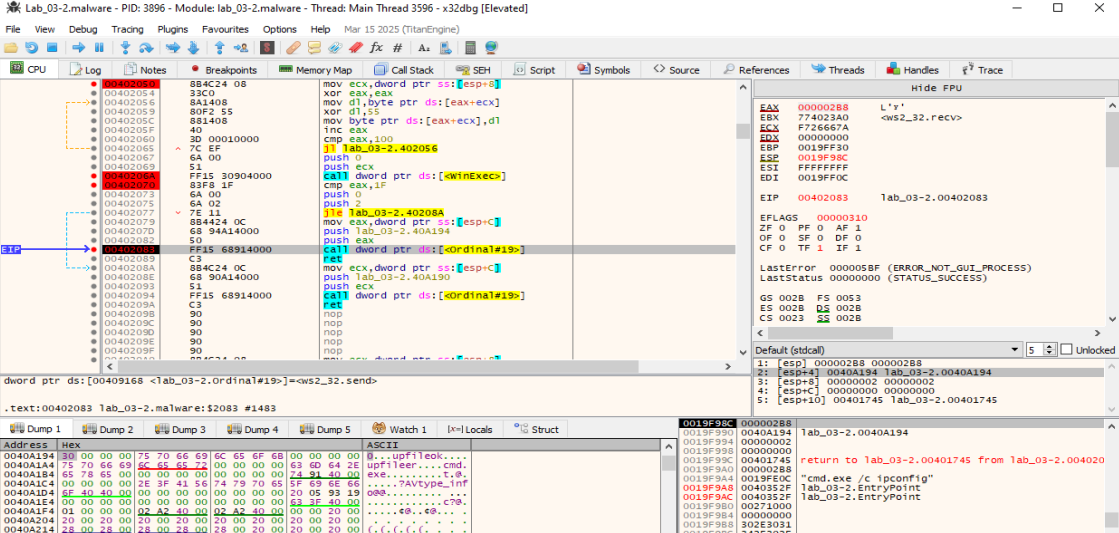 Lab_03-2.malware - PID: 3896 - Module: lab_03-2.malware - Thread: Main Thread 3596 - x32dbg [Elevated]
File View Debug Tracing Plugins Favourites Options Help Mar 15 2025 (TitanEngine)
CPU Log Notes Breakpoints Memory Map Call Stack SEH Script Symbols Source References Threads Handles Trace
00402050 8B4C24 08 mov ecx,dword ptr ss:[esp+8]
00402054 33C0 xor eax,eax
00402056 8A1408 mov dl,byte ptr ds:[eax+ecx]
00402059 80F2 55 xor dl,55
0040205C 881408 mov byte ptr ds:[eax+ecx],dl
0040205F 40 inc eax
00402060 3D 00010000 cmp eax,100
00402065 7C EF jl lab_03-2.402056
00402067 6A 00 push 0
00402069 51 push ecx
0040206A FF15 30904000 call dword ptr ds:[<WinExec>]
00402070 83F8 1F cmp eax,1F
00402073 6A 00 push 0
00402075 6A 02 push 2
00402077 7E 11 jle lab_03-2.40208A
00402079 8B4424 0C mov eax,dword ptr ss:[esp+C]
0040207D 68 94A14000 push lab_03-2.40A194
00402082 50 push eax
EIP 00402083 FF15 68914000 call dword ptr ds:[<Ordinal#19>]
00402089 C3 ret
0040208A 8B4C24 0C mov ecx,dword ptr ss:[esp+C]
0040208E 68 90A14000 push lab_03-2.40A190
00402093 51 push ecx
00402094 FF15 68914000 call dword ptr ds:[<Ordinal#19>]
0040209A C3 ret
0040209B 90 nop
0040209C 90 nop
0040209D 90 nop
0040209E 90 nop
0040209F 90 nop
Hide FPU
EAX 000002B8 L'ʸ'
EBX 774023A0 <ws2_32.recv>
ECX F726667A
EDX 00000000
EBP 0019FF30
ESP 0019F98C
ESI FFFFFFFF
EDI 0019FF0C
EIP 00402083 lab_03-2.00402083
EFLAGS 00000310
ZF 0 PF 0 AF 1
OF 0 SF 0 DF 0
CF 0 TF 1 IF 1
LastError 000005BF (ERROR_NOT_GUI_PROCESS)
LastStatus 00000000 (STATUS_SUCCESS)
GS 002B FS 0053
ES 002B DS 002B
CS 0023 SS 002B
Default (stdcall) 5 Unlocked
1: [esp] 000002B8 000002B8
2: [esp+4] 0040A194 lab_03-2.0040A194
3: [esp+8] 00000002 00000002
4: [esp+C] 00000000 00000000
5: [esp+10] 00401745 lab_03-2.00401745
dword ptr ds:[00409168 <lab_03-2.Ordinal#19>]=<ws2_32.send>
.text:00402083 lab_03-2.malware:$2083 #1483
Dump 1 Dump 2 Dump 3 Dump 4 Dump 5 Watch 1 Locals Struct
Address Hex ASCII
0040A194 30 00 00 00 75 70 66 69 6C 65 6F 6B 00 00 00 00 0...upfileok....
0040A1A4 75 70 66 69 6C 65 65 72 00 00 00 00 63 6D 64 2E upfileer....cmd.
0040A1B4 65 78 65 00 00 00 00 00 00 00 00 00 74 91 40 00 exe.........t.@.
0040A1C4 00 00 00 00 2E 3F 41 56 74 79 70 65 5F 69 6E 66 .....?AVtype_inf
0040A1D4 6F 40 40 00 00 00 00 00 00 00 00 00 20 05 93 19 o@@......... ...
0040A1E4 00 00 00 00 00 00 00 00 00 00 00 00 63 3F 40 00 ............c?@.
0040A1F4 01 00 00 00 02 A2 40 00 02 A2 40 00 00 00 20 00 .....¢@..¢@... .
0040A204 20 00 20 00 20 00 20 00 20 00 20 00 20 00 20 00 . . . . . . . .
0040A214 28 00 28 00 28 00 28 00 28 00 20 00 20 00 20 00 (.(.(.(.(. . . .
0019F98C 000002B8
0019F990 0040A194 lab_03-2.0040A194
0019F994 00000002
0019F998 00000000
0019F99C 00401745 return to lab_03-2.00401745 from lab_03-2.004020
0019F9A0 000002B8
0019F9A4 0019FE0C "cmd.exe /c ipconfig"
0019F9A8 0040352F lab_03-2.EntryPoint
0019F9AC 0040352F lab_03-2.EntryPoint
0019F9B0 00271000
0019F9B4 00000000
0019F9B8 302E3031